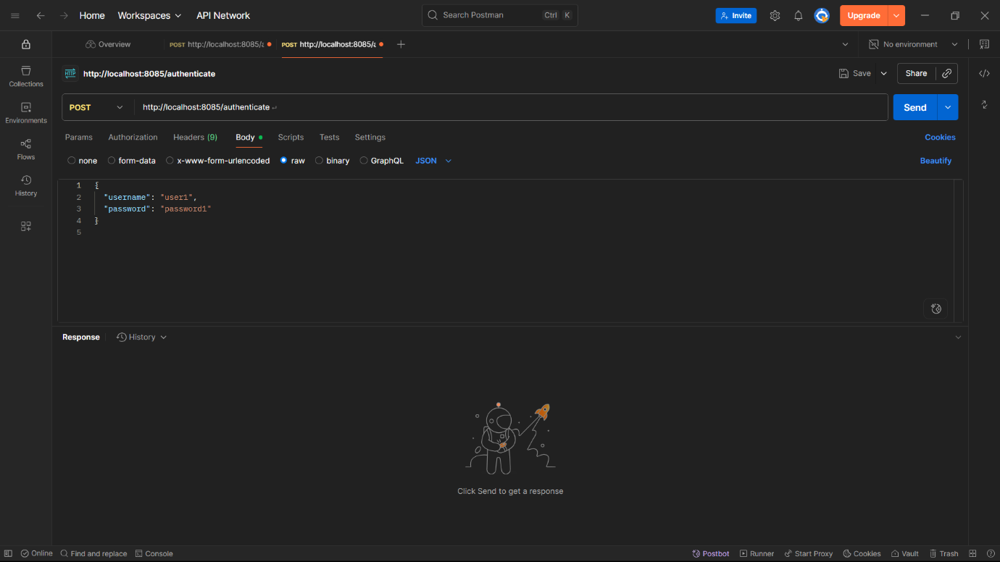 Home Workspaces API Network Search Postman Ctrl K Invite Upgrade
Overview POST http://localhost:8085/a POST http://localhost:8085/a No environment
HTTP http://localhost:8085/authenticate Save Share
Collections
POST http://localhost:8085/authenticate Send
Environments
Params Authorization Headers (9) Body Scripts Tests Settings Cookies
Flows
none form-data x-www-form-urlencoded raw binary GraphQL JSON Beautify
History
1 {
2 "username": "user1",
3 "password": "password1"
4 }
5
Response History
Click Send to get a response
Online Find and replace Console Postbot Runner Start Proxy Cookies Vault Trash